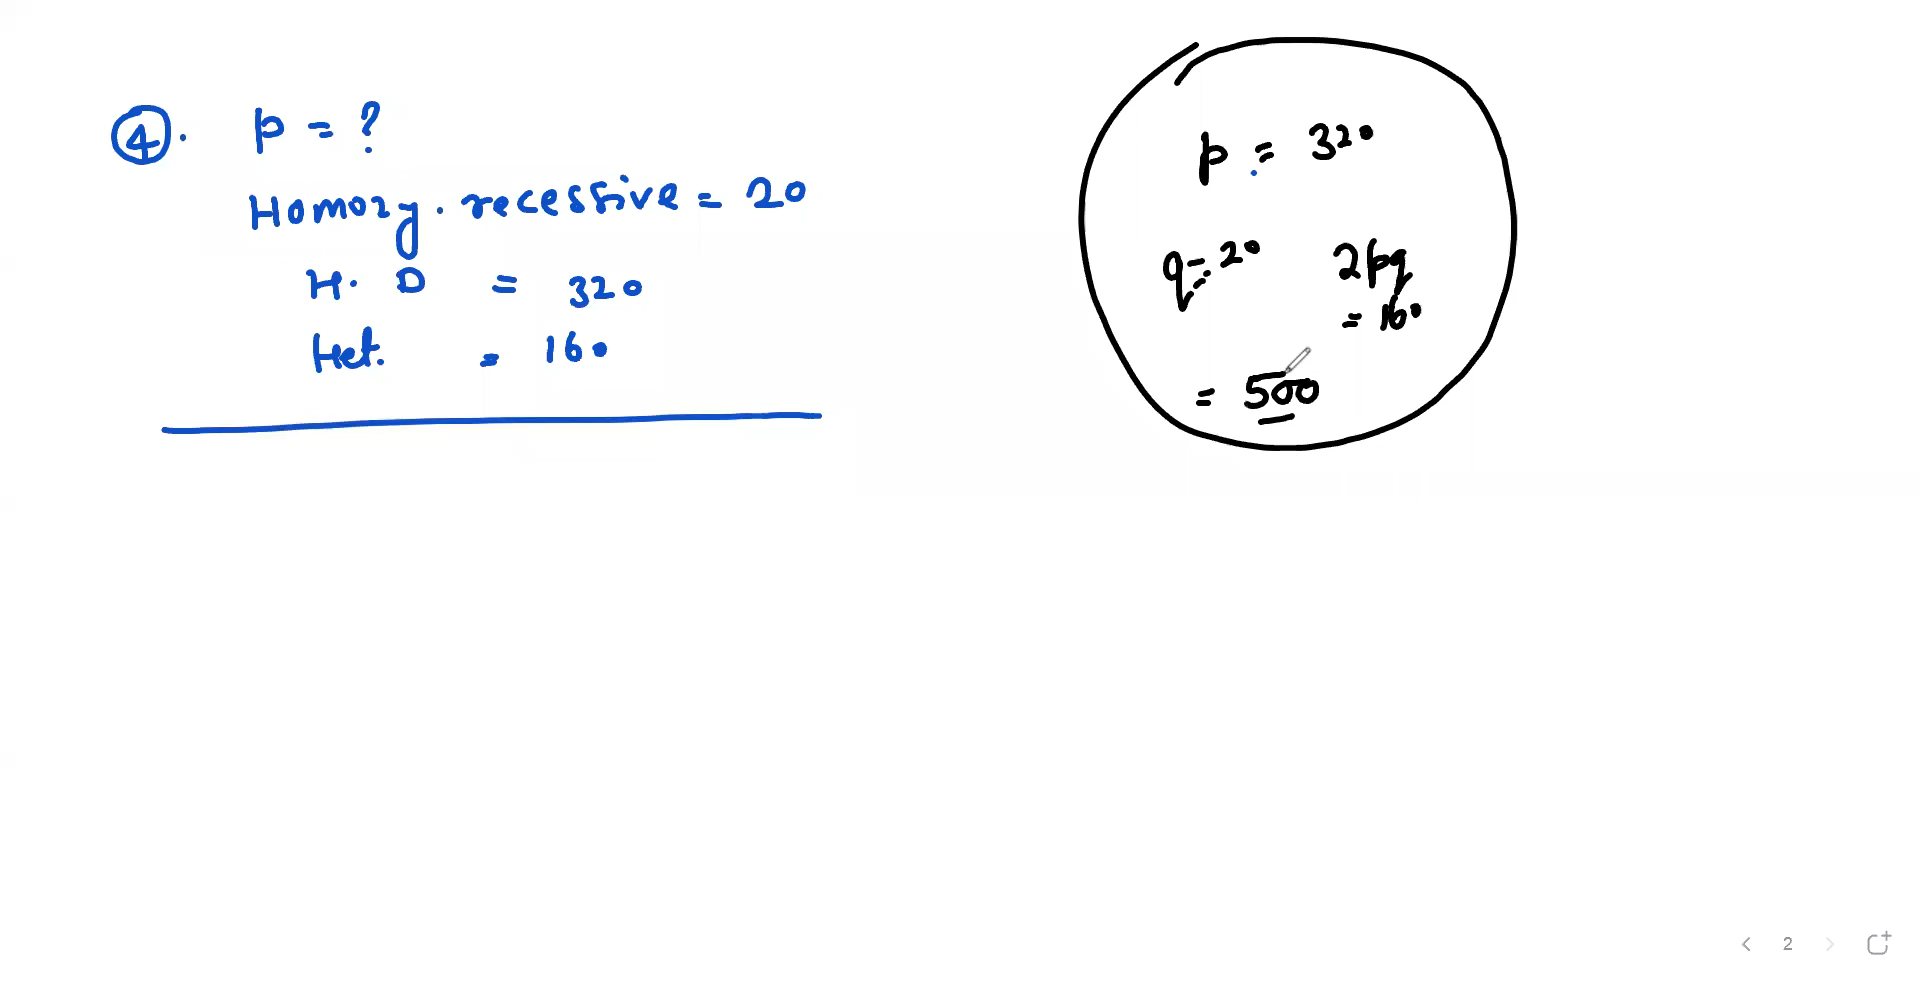 4. p = ?
Homozy. recessive = 20
H. D = 320
Het. = 160
p = 320
q = 20 2pq
= 160
= 500
2